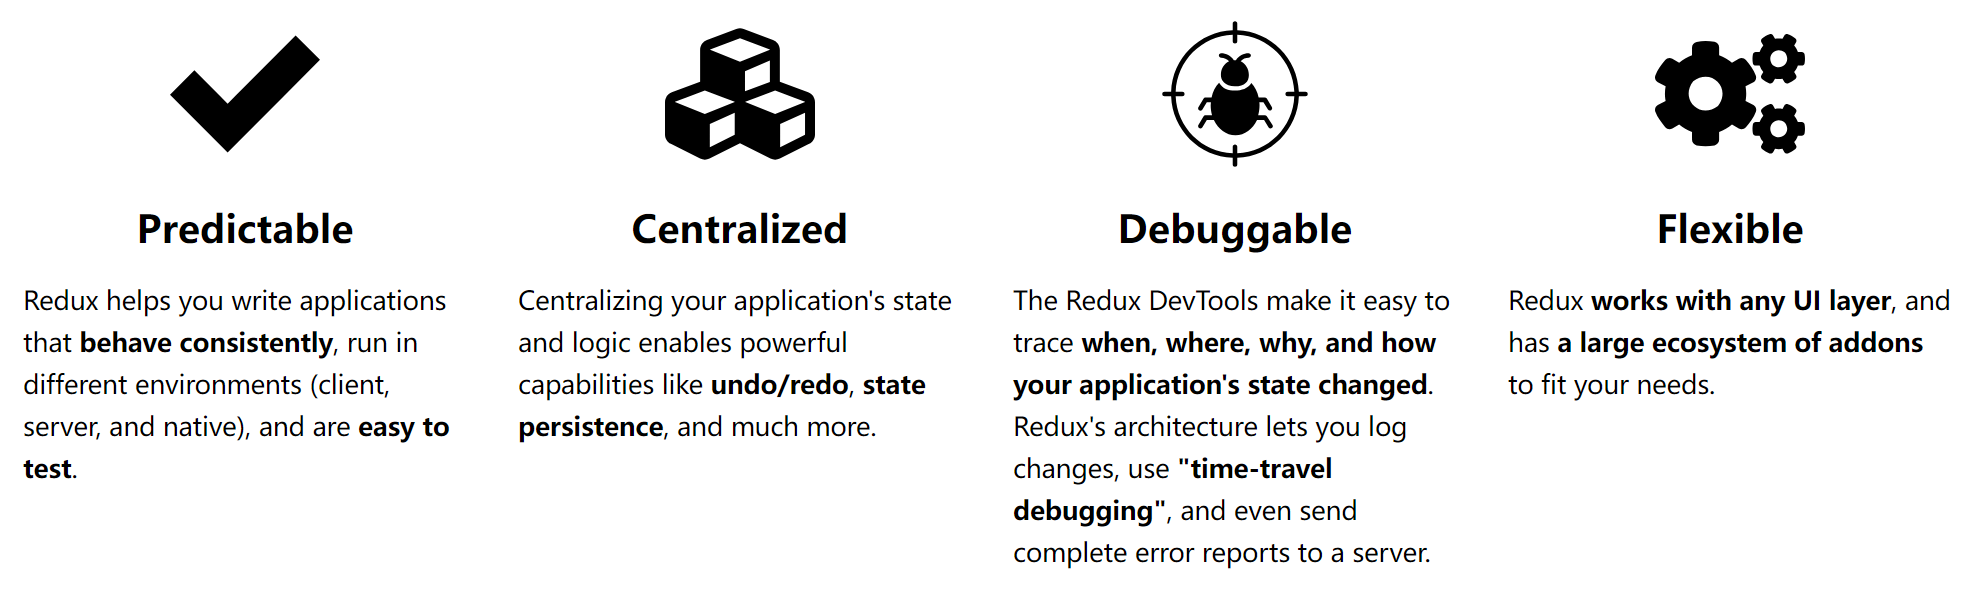 Predictable
Redux helps you write applications
that behave consistently, run in
different environments (client,
server, and native), and are easy to
test.
Centralized
Centralizing your application's state
and logic enables powerful
capabilities like undo/redo, state
persistence, and much more.
Debuggable
The Redux DevTools make it easy to
trace when, where, why, and how
your application's state changed.
Redux's architecture lets you log
changes, use "time-travel
debugging", and even send
complete error reports to a server.
Flexible
Redux works with any UI layer, and
has a large ecosystem of addons
to fit your needs.